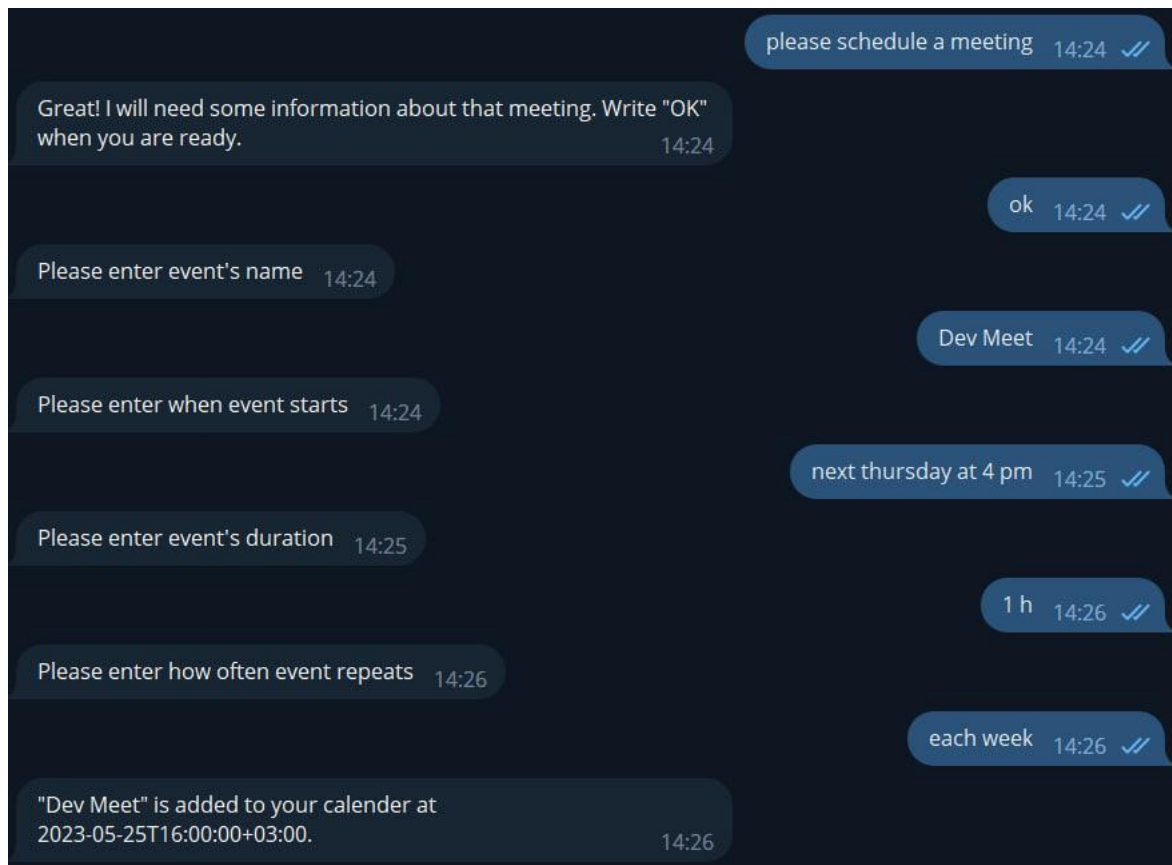 please schedule a meeting 14:24
Great! I will need some information about that meeting. Write "OK"
when you are ready. 14:24
ok 14:24
Please enter event's name 14:24
Dev Meet 14:24
Please enter when event starts 14:24
next thursday at 4 pm 14:25
Please enter event's duration 14:25
1 h 14:26
Please enter how often event repeats 14:26
each week 14:26
"Dev Meet" is added to your calender at
2023-05-25T16:00:00+03:00. 14:26